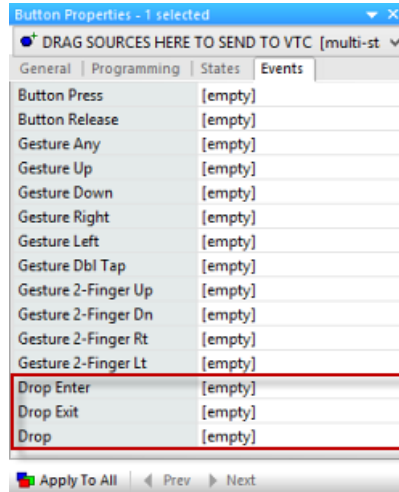 Button Properties - 1 selected
DRAG SOURCES HERE TO SEND TO VTC [multi-st
General | Programming | States | Events
Button Press [empty]
Button Release [empty]
Gesture Any [empty]
Gesture Up [empty]
Gesture Down [empty]
Gesture Right [empty]
Gesture Left [empty]
Gesture Dbl Tap [empty]
Gesture 2-Finger Up [empty]
Gesture 2-Finger Dn [empty]
Gesture 2-Finger Rt [empty]
Gesture 2-Finger Lt [empty]
Drop Enter [empty]
Drop Exit [empty]
Drop [empty]
Apply To All Prev Next